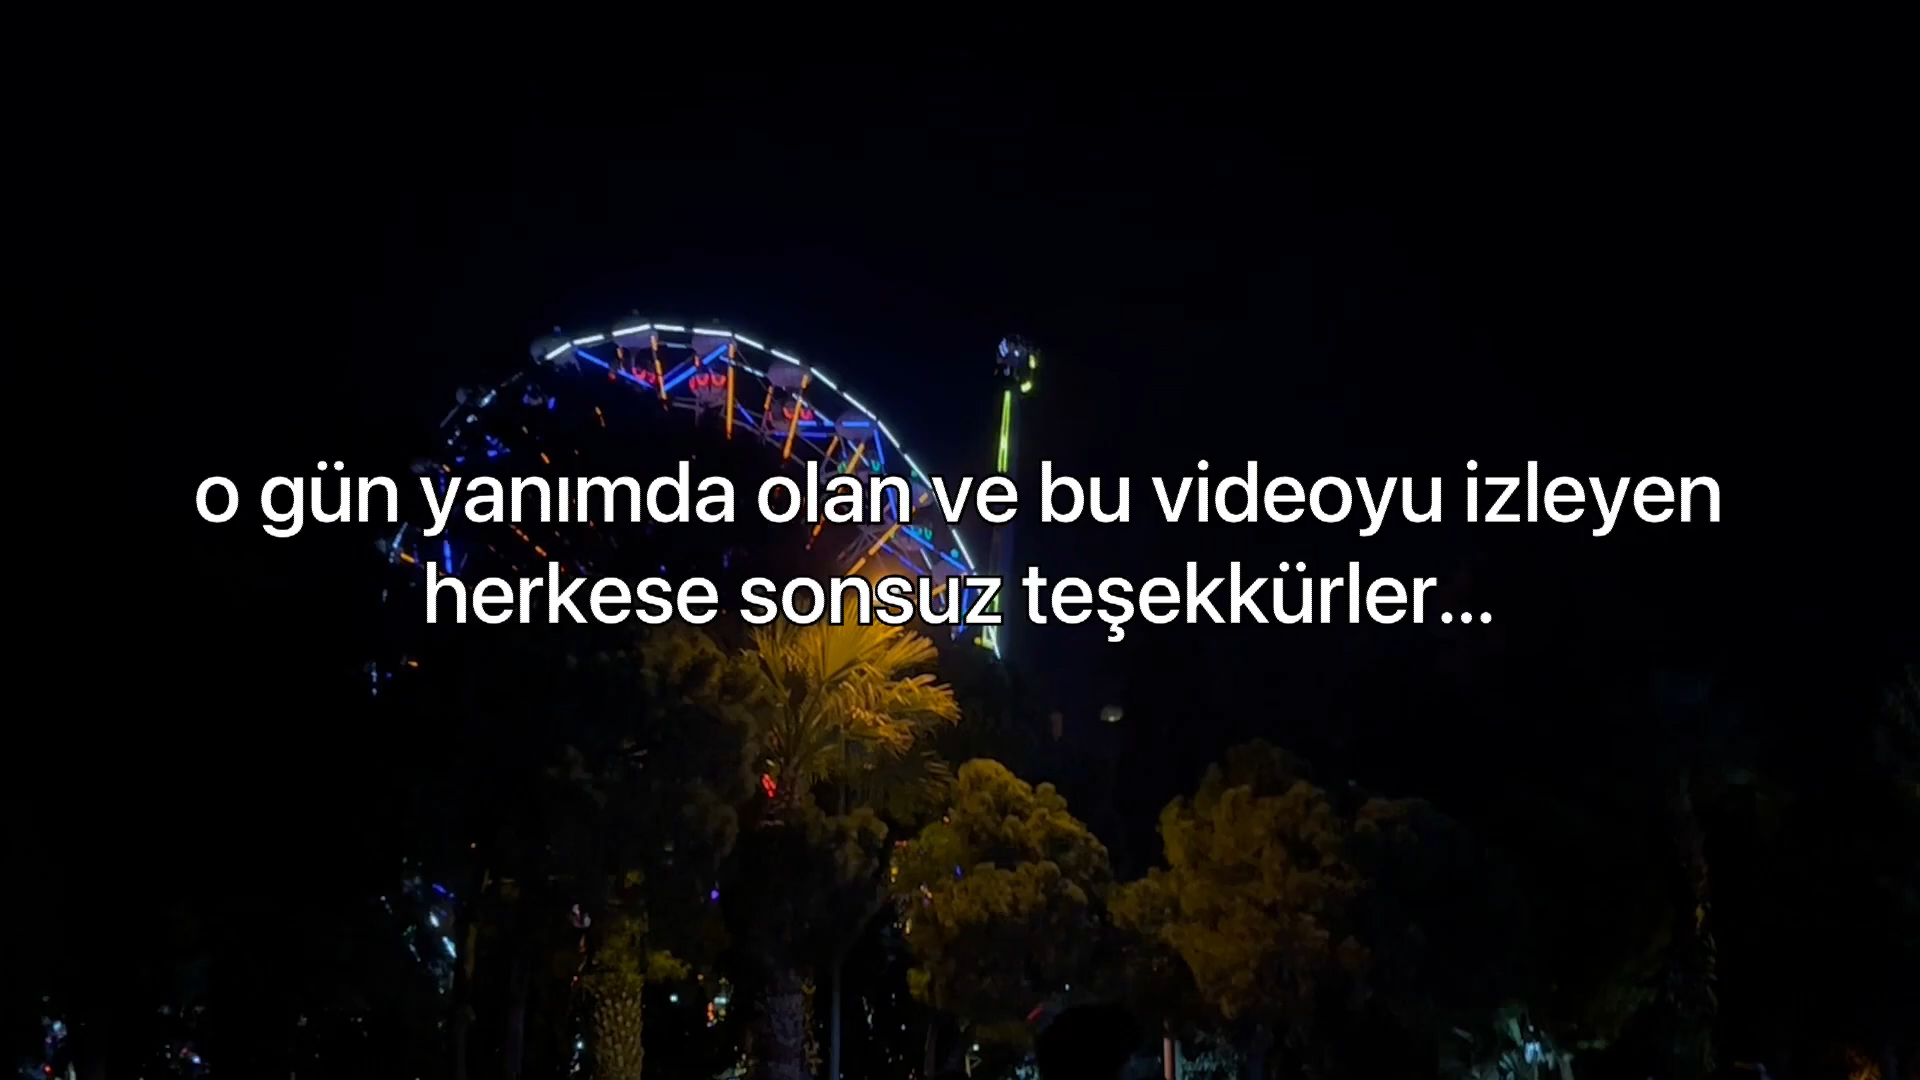 o gün yanımda olan ve bu videoyu izleyen
herkese sonsuz teşekkürler...